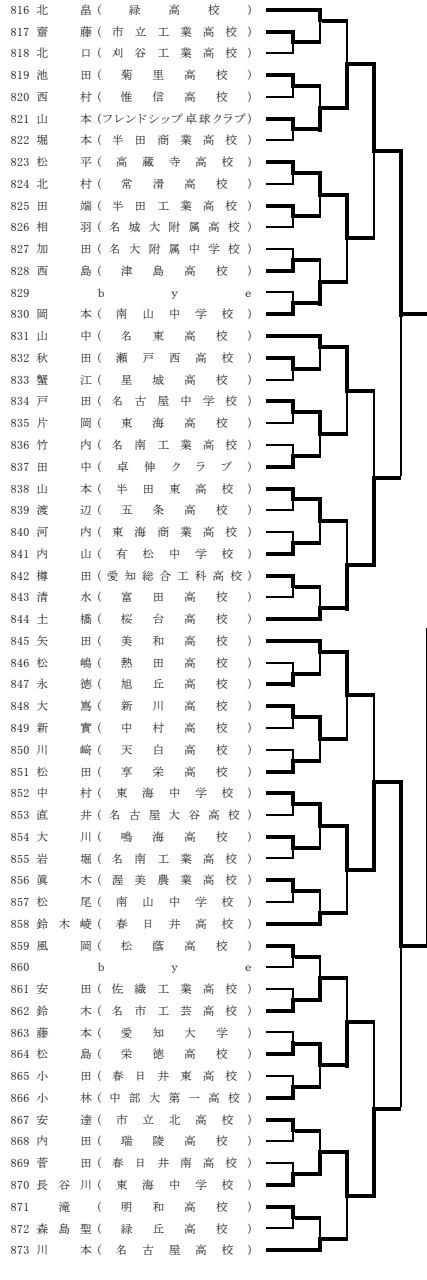 816 北畠(緑高校)
817 齋藤(市立工業高校)
818 北口(刈谷工業高校)
819 池田(菊里高校)
820 西村(惟信高校)
821 山本(フレンドシップ卓球クラブ)
822 堀本(半田商業高校)
823 松平(高蔵寺高校)
824 北村(常滑高校)
825 田端(半田工業高校)
826 相羽(名城大附属高校)
827 加田(名大附属中学校)
828 西島(津島高校)
829 bye
830 岡本(南山中学校)
831 山中(名東高校)
832 秋田(瀬戸西高校)
833 蟹江(星城高校)
834 戸田(名古屋中学校)
835 片岡(東海高校)
836 竹内(名南工業高校)
837 田中(卓伸クラブ)
838 山本(半田東高校)
839 渡辺(五条高校)
840 河内(東海商業高校)
841 内山(有松中学校)
842 樽田(愛知総合工科高校)
843 清水(富田高校)
844 土橋(桜台高校)
845 矢田(美和高校)
846 松嶋(熱田高校)
847 永徳(旭丘高校)
848 大嶌(新川高校)
849 新實(中村高校)
850 川﨑(天白高校)
851 松田(享栄高校)
852 中村(東海中学校)
853 直井(名古屋大谷高校)
854 大川(鳴海高校)
855 岩堀(名南工業高校)
856 眞木(渥美農業高校)
857 松尾(南山中学校)
858 鈴木崚(春日井高校)
859 風岡(松蔭高校)
860 bye
861 安田(佐織工業高校)
862 鈴木(名市工芸高校)
863 藤本(愛知大学)
864 松島(栄徳高校)
865 小田(春日井東高校)
866 小林(中部大第一高校)
867 安達(市立北高校)
868 内田(瑞陵高校)
869 菅田(春日井南高校)
870 長谷川(東海中学校)
871 滝(明和高校)
872 森島聖(緑丘高校)
873 川本(名古屋高校)